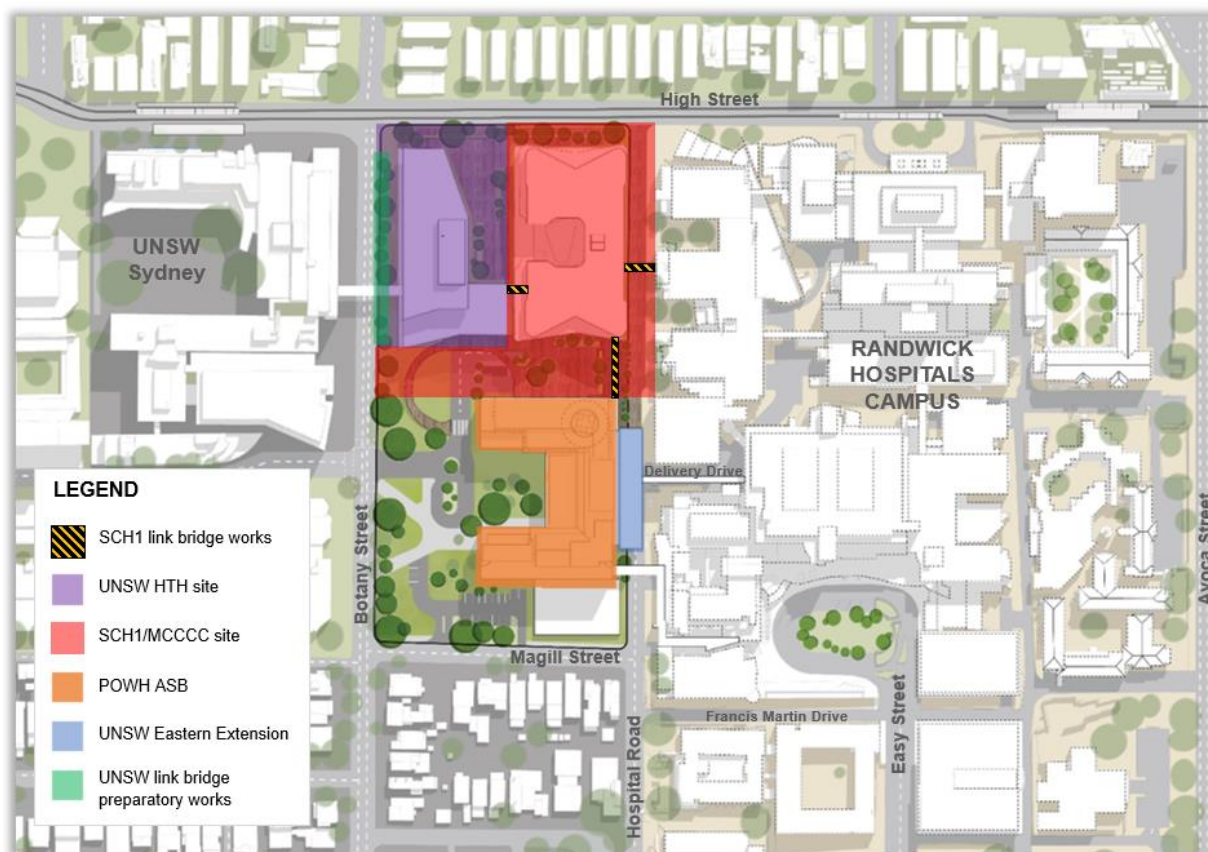 High Street
UNSW
Sydney
RANDWICK
HOSPITALS
CAMPUS
Delivery Drive
Botany Street
Avoca Street
Magill Street
Hospital Road
Francis Martin Drive
Easy Street
LEGEND
SCH1 link bridge works
UNSW HTH site
SCH1/MCCCC site
POWH ASB
UNSW Eastern Extension
UNSW link bridge
preparatory works